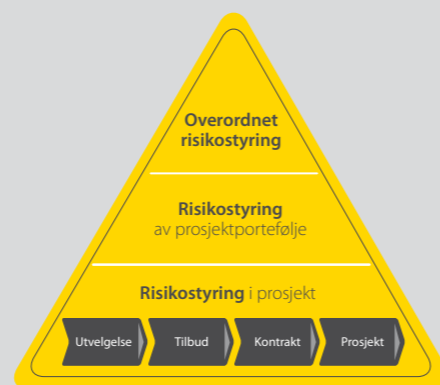 Overordnet
risikostyring
Risikostyring
av prosjektportefølje
Risikostyring i prosjekt
Utvelgelse Tilbud Kontrakt Prosjekt